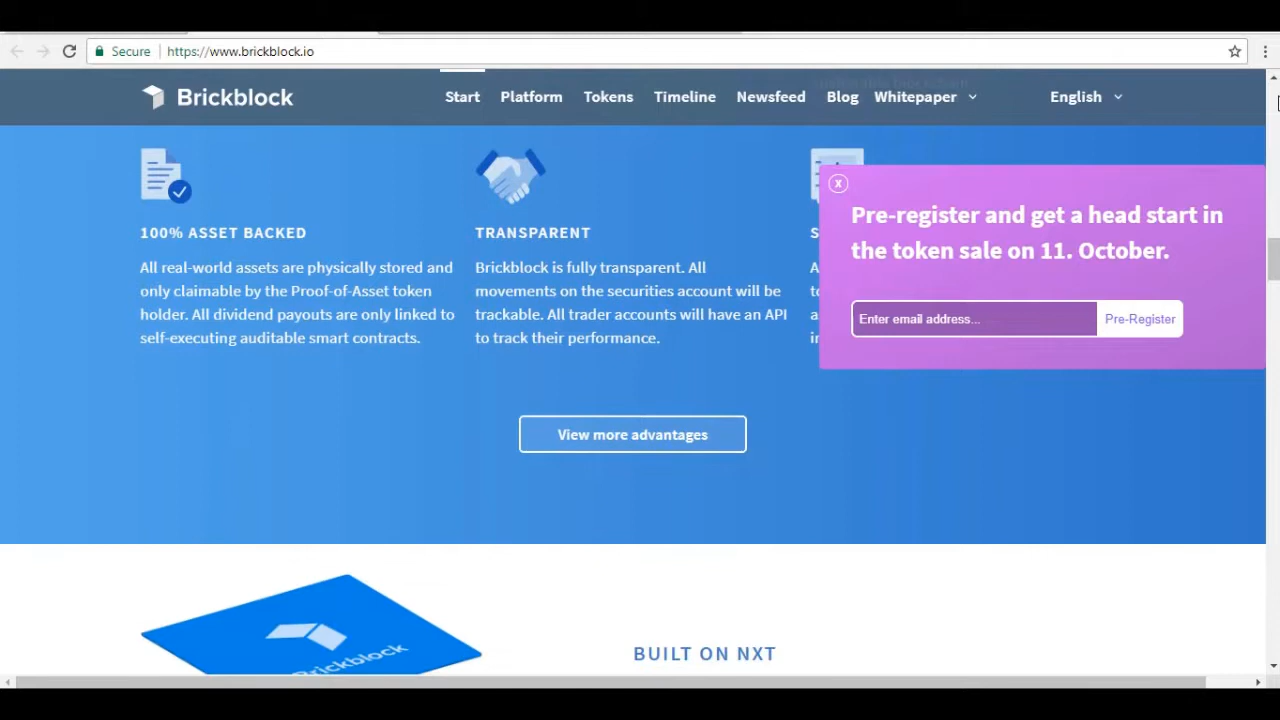 Secure https://www.brickblock.io
Brickblock
Start Platform Tokens Timeline Newsfeed Blog Whitepaper English
100% ASSET BACKED
All real-world assets are physically stored and
only claimable by the Proof-of-Asset token
holder. All dividend payouts are only linked to
self-executing auditable smart contracts.
TRANSPARENT
Brickblock is fully transparent. All
movements on the securities account will be
trackable. All trader accounts will have an API
to track their performance.
x
Pre-register and get a head start in
the token sale on 11. October.
Enter email address... Pre-Register
View more advantages
Brickblock
BUILT ON NXT